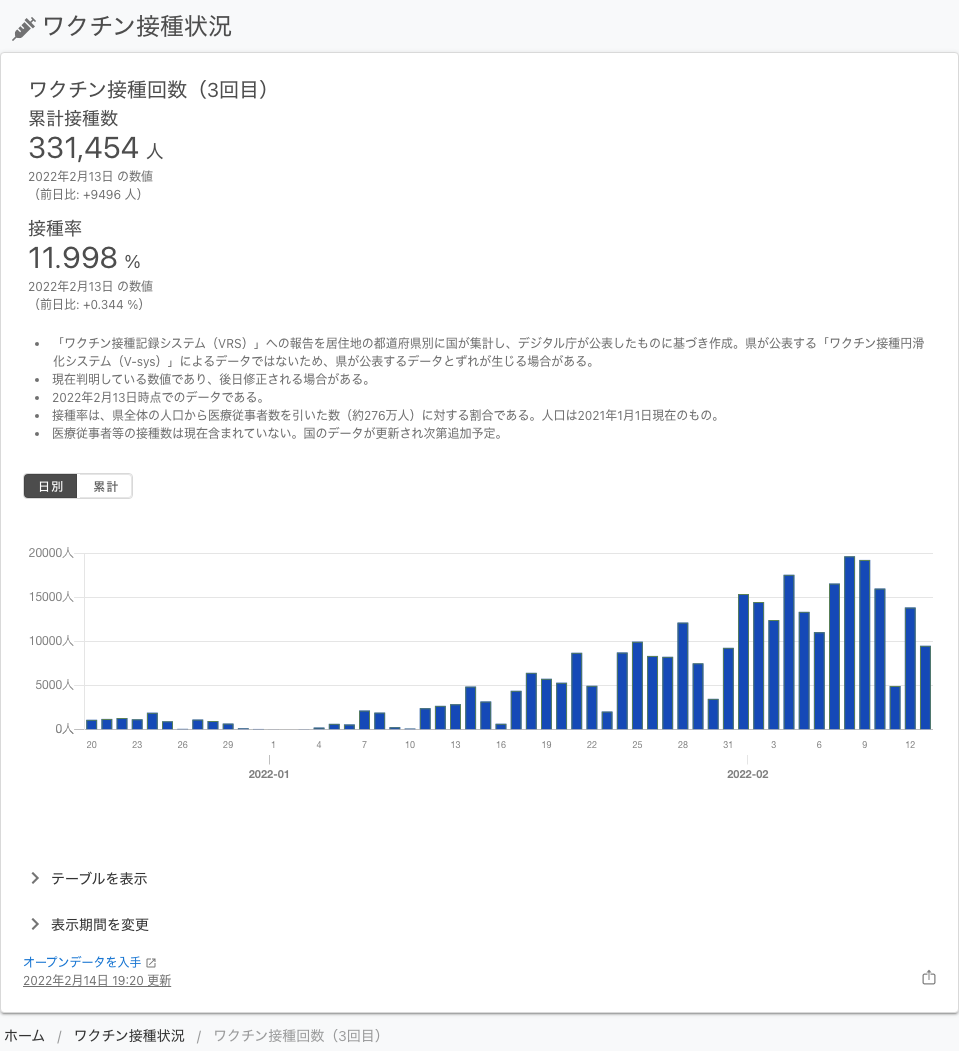 ワクチン接種状況
ワクチン接種回数（3回目）
累計接種数
331,454 人
2022年2月13日 の数値
（前日比: +9496 人）
接種率
11.998 %
2022年2月13日 の数値
（前日比: +0.344 %）
• 「ワクチン接種記録システム（VRS）」への報告を居住地の都道府県別に国が集計し、デジタル庁が公表したものに基づき作成。県が公表する「ワクチン接種円滑
化システム（V-sys）」によるデータではないため、県が公表するデータとずれが生じる場合がある。
• 現在判明している数値であり、後日修正される場合がある。
• 2022年2月13日時点でのデータである。
• 接種率は、県全体の人口から医療従事者数を引いた数（約276万人）に対する割合である。人口は2021年1月1日現在のもの。
• 医療従事者等の接種数は現在含まれていない。国のデータが更新され次第追加予定。
日別 累計
20000人
15000人
10000人
5000人
0人
20 23 26 29 1 4 7 10 13 16 19 22 25 28 31 3 6 9 12
2022-01 2022-02
テーブルを表示
表示期間を変更
オープンデータを入手
2022年2月14日 19:20 更新
ホーム / ワクチン接種状況 / ワクチン接種回数（3回目）